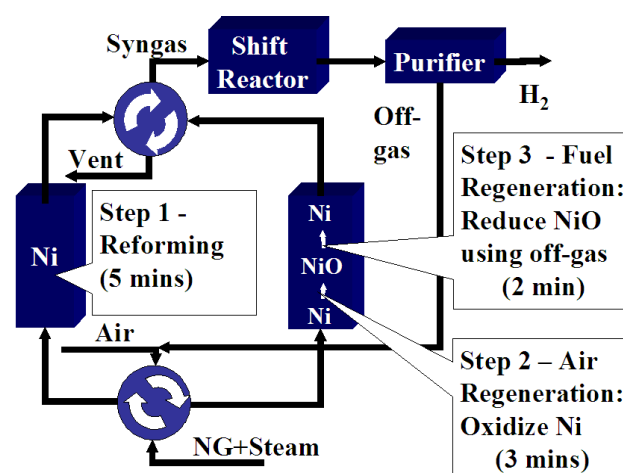 Syngas
Shift
Reactor
Purifier
H2
Off-
gas
Vent
Step 1 -
Reforming
(5 mins)
Ni
Ni
NiO
Ni
Step 3 - Fuel
Regeneration:
Reduce NiO
using off-gas
(2 min)
Air
Step 2 – Air
Regeneration:
Oxidize Ni
(3 mins)
NG+Steam